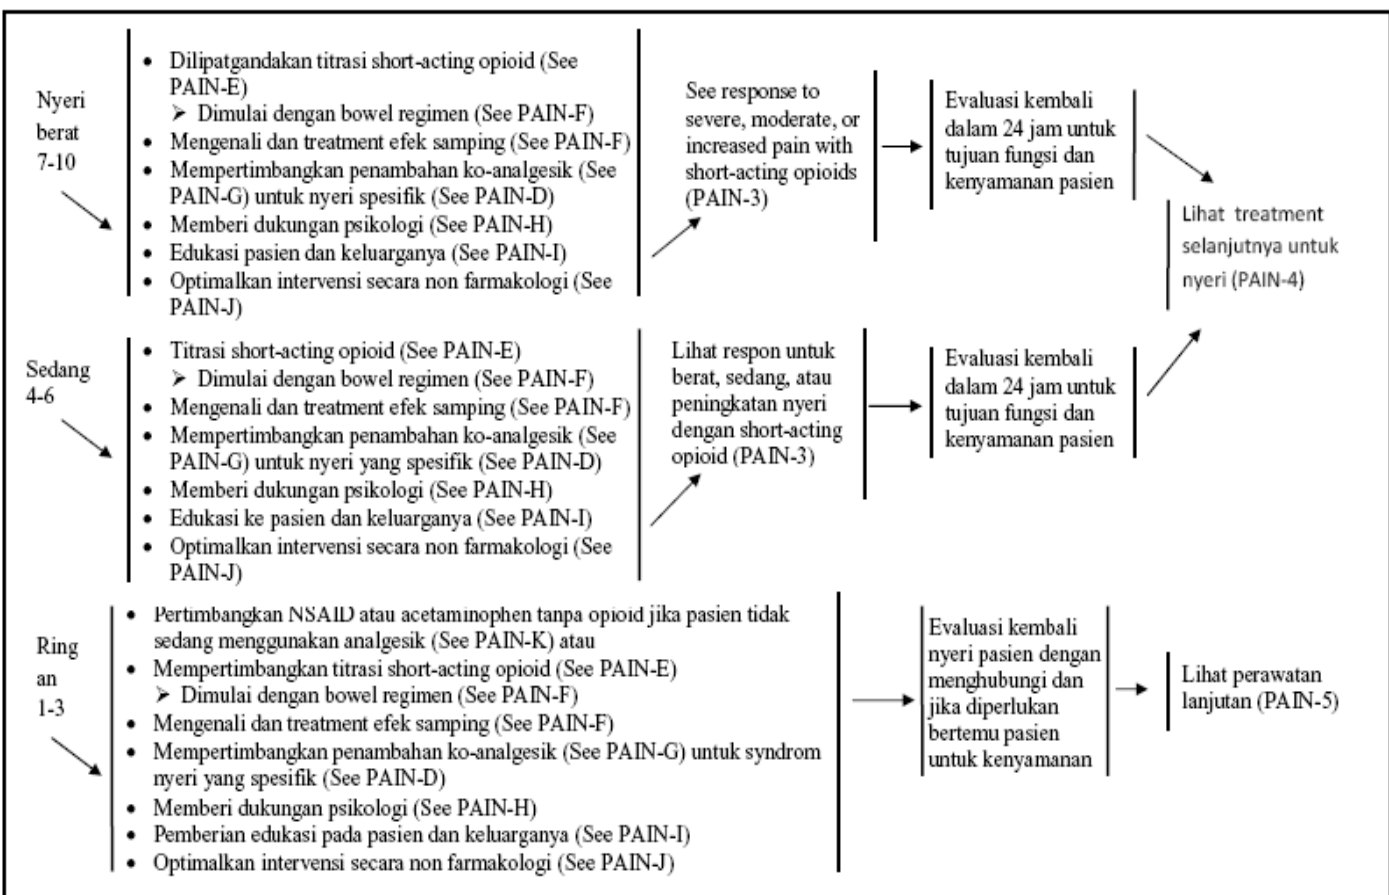 Nyeri
berat
7-10
• Dilipatgandakan titrasi short-acting opioid (See
PAIN-E)
➢ Dimulai dengan bowel regimen (See PAIN-F)
• Mengenali dan treatment efek samping (See PAIN-F)
• Mempertimbangkan penambahan ko-analgesik (See
PAIN-G) untuk nyeri spesifik (See PAIN-D)
• Memberi dukungan psikologi (See PAIN-H)
• Edukasi pasien dan keluarganya (See PAIN-I)
• Optimalkan intervensi secara non farmakologi (See
PAIN-J)
See response to
severe, moderate, or
increased pain with
short-acting opioids
(PAIN-3)
Evaluasi kembali
dalam 24 jam untuk
tujuan fungsi dan
kenyamanan pasien
Lihat treatment
selanjutnya untuk
nyeri (PAIN-4)
Sedang
4-6
• Titrasi short-acting opioid (See PAIN-E)
➢ Dimulai dengan bowel regimen (See PAIN-F)
• Mengenali dan treatment efek samping (See PAIN-F)
• Mempertimbangkan penambahan ko-analgesik (See
PAIN-G) untuk nyeri yang spesifik (See PAIN-D)
• Memberi dukungan psikologi (See PAIN-H)
• Edukasi ke pasien dan keluarganya (See PAIN-I)
• Optimalkan intervensi secara non farmakologi (See
PAIN-J)
Lihat respon untuk
berat, sedang, atau
peningkatan nyeri
dengan short-acting
opioid (PAIN-3)
Evaluasi kembali
dalam 24 jam untuk
tujuan fungsi dan
kenyamanan pasien
Ring
an
1-3
• Pertimbangkan NSAID atau acetaminophen tanpa opioid jika pasien tidak
sedang menggunakan analgesik (See PAIN-K) atau
• Mempertimbangkan titrasi short-acting opioid (See PAIN-E)
➢ Dimulai dengan bowel regimen (See PAIN-F)
• Mengenali dan treatment efek samping (See PAIN-F)
• Mempertimbangkan penambahan ko-analgesik (See PAIN-G) untuk syndrom
nyeri yang spesifik (See PAIN-D)
• Memberi dukungan psikologi (See PAIN-H)
• Pemberian edukasi pada pasien dan keluarganya (See PAIN-I)
• Optimalkan intervensi secara non farmakologi (See PAIN-J)
Evaluasi kembali
nyeri pasien dengan
menghubungi dan
jika diperlukan
bertemu pasien
untuk kenyamanan
Lihat perawatan
lanjutan (PAIN-5)